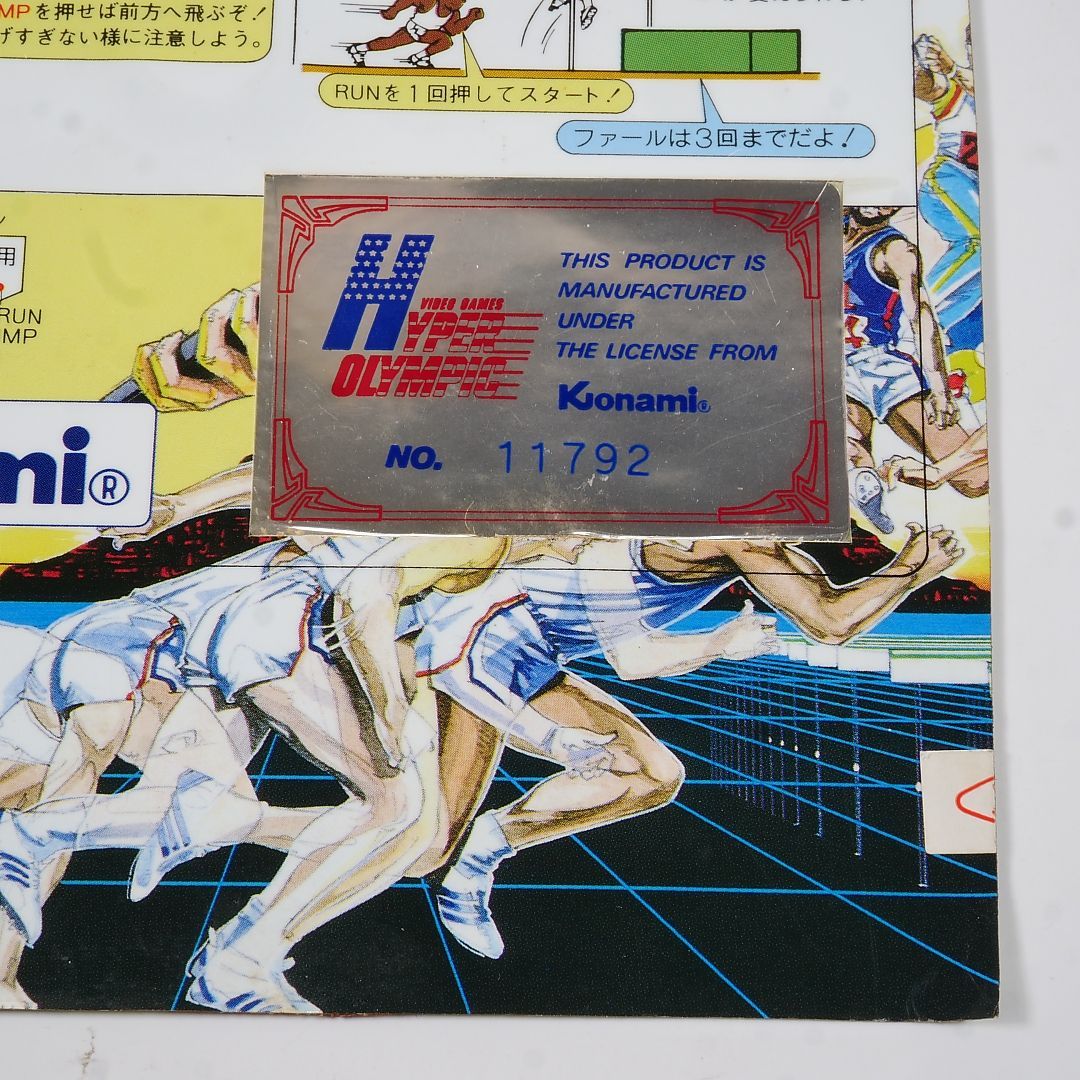 MPを押せば前方へ飛ぶぞ！
げすぎない様に注意しよう。
RUNを1回押してスタート！
ファールは3回までだよ！
用
RUN
MP
mi®
VIDEO GAMES
HYPER
OLYMPIC
THIS PRODUCT IS
MANUFACTURED
UNDER
THE LICENSE FROM
Konami®
NO. 11792